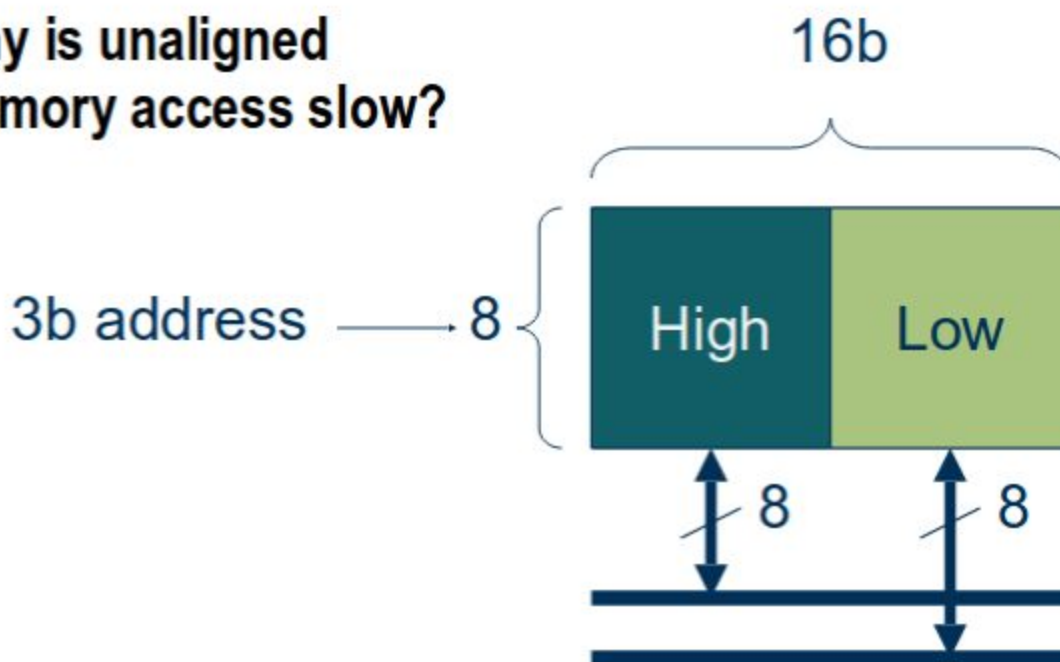 y is unaligned
mory access slow?
16b
3b address
8
High
Low
8
8